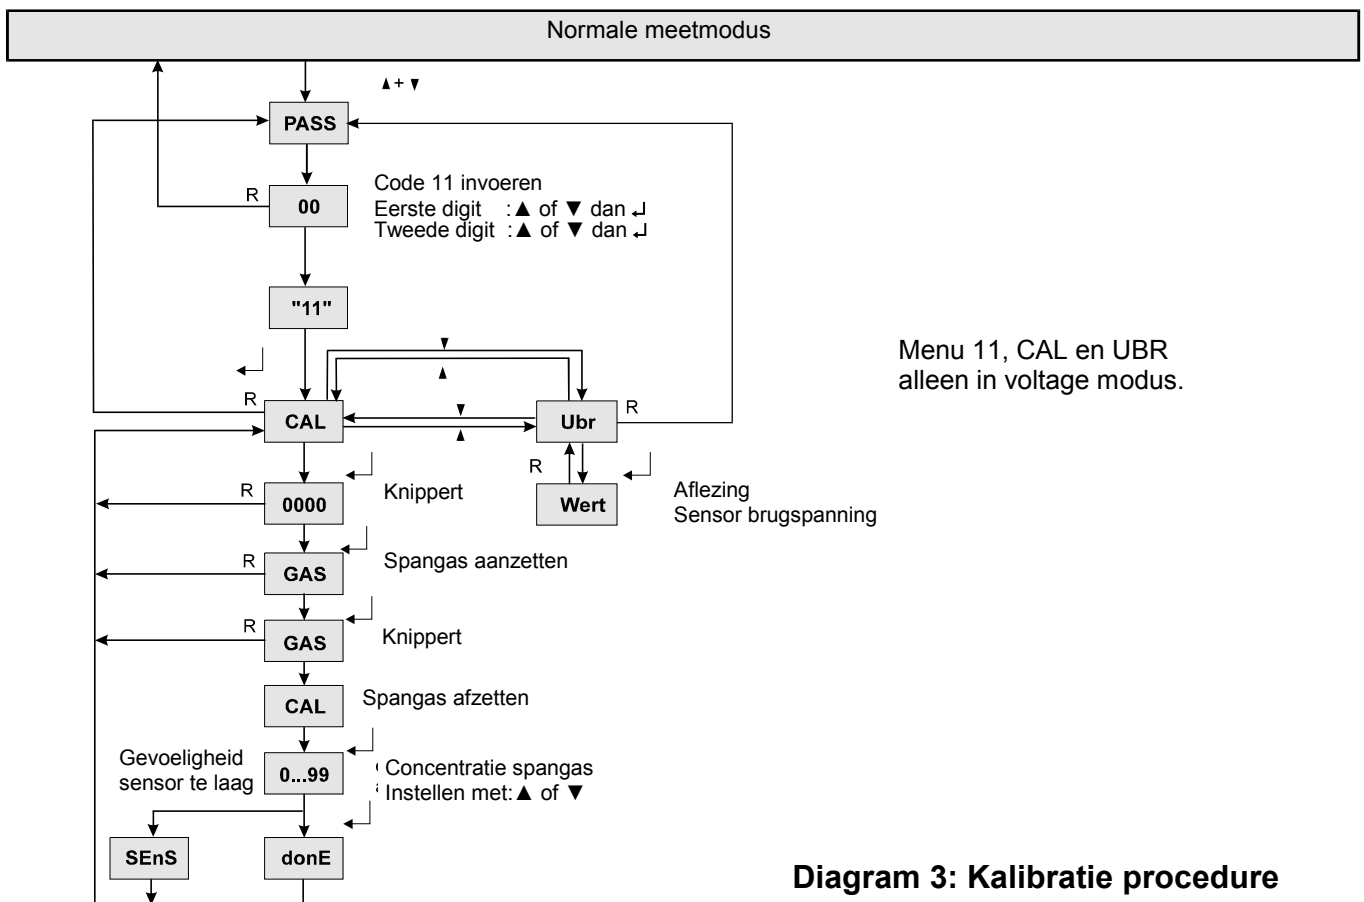 Normale meetmodus
▲ + ▼
PASS
R
00
Code 11 invoeren
Eerste digit : ▲ of ▼ dan ↵
Tweede digit : ▲ of ▼ dan ↵
"11"
Menu 11, CAL en UBR
alleen in voltage modus.
▼
▲
R
CAL
▼
▲
Ubr
R
R
0000
Knippert
R
Wert
Aflezing
Sensor brugspanning
R
GAS
Spangas aanzetten
R
GAS
Knippert
CAL
Spangas afzetten
Gevoeligheid
sensor te laag
0...99
Concentratie spangas
Instellen met: ▲ of ▼
SEnS
donE
Diagram 3: Kalibratie procedure